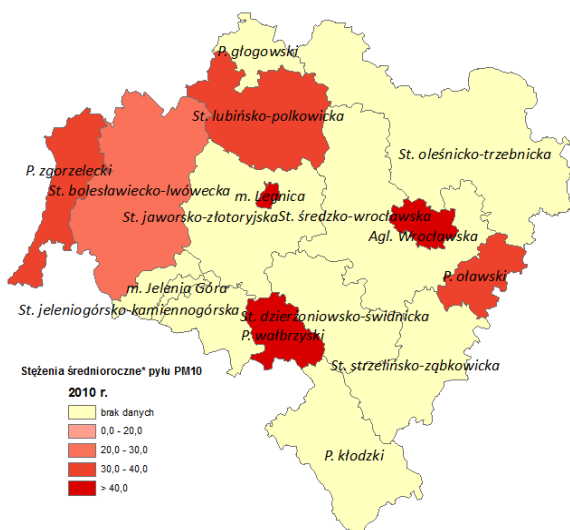 P. głogowski
St. lubińsko-polkowicka
St. oleśnicko-trzebnicka
P. zgorzelecki
St. bolesławiecko-lwówecka
m. Legnica
St. jaworsko-złotoryjska
St. średzko-wrocławska
Agl. Wrocławska
P. oławski
m. Jelenia Góra
St. jeleniogórsko-kamiennogórska
St. dzierżoniowsko-świdnicka
P. wałbrzyski
St. strzelińsko-ząbkowicka
P. kłodzki
Stężenia średnioroczne* pyłu PM10
2010 r.
brak danych
0,0 - 20,0
20,0 - 30,0
30,0 - 40,0
> 40,0